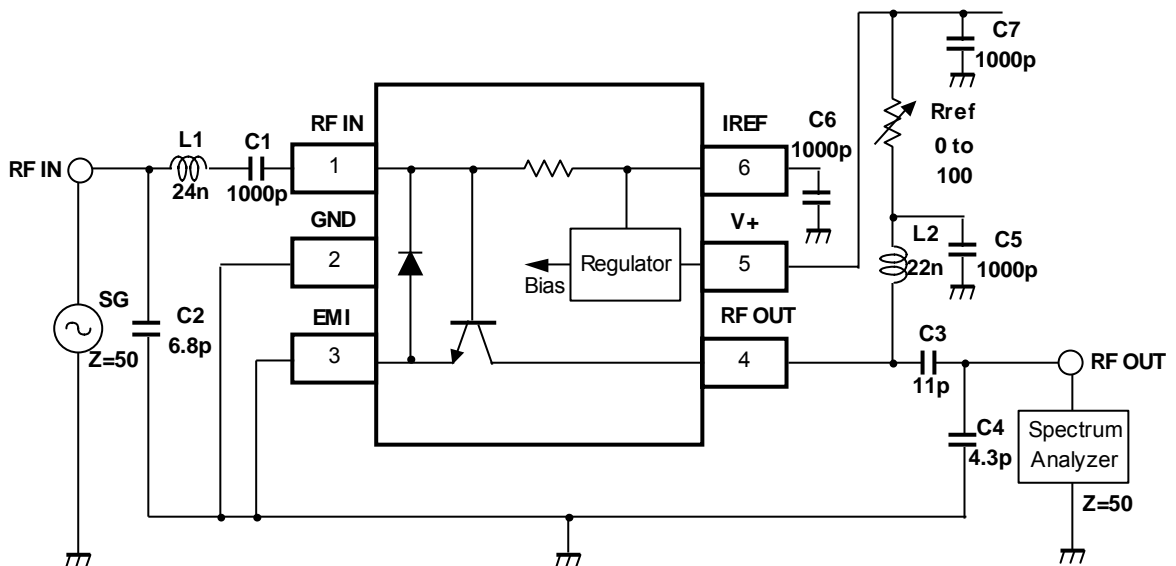 C7
1000p
RF IN
IREF
C6
1000p
Rref
0 to
100
L1
24n
C1
1000p
RF IN
1
6
GND
V+
L2
22n
C5
1000p
2
Regulator
5
Bias
SG
Z=50
C2
6.8p
EMI
RF OUT
3
4
C3
11p
RF OUT
C4
4.3p
Spectrum
Analyzer
Z=50